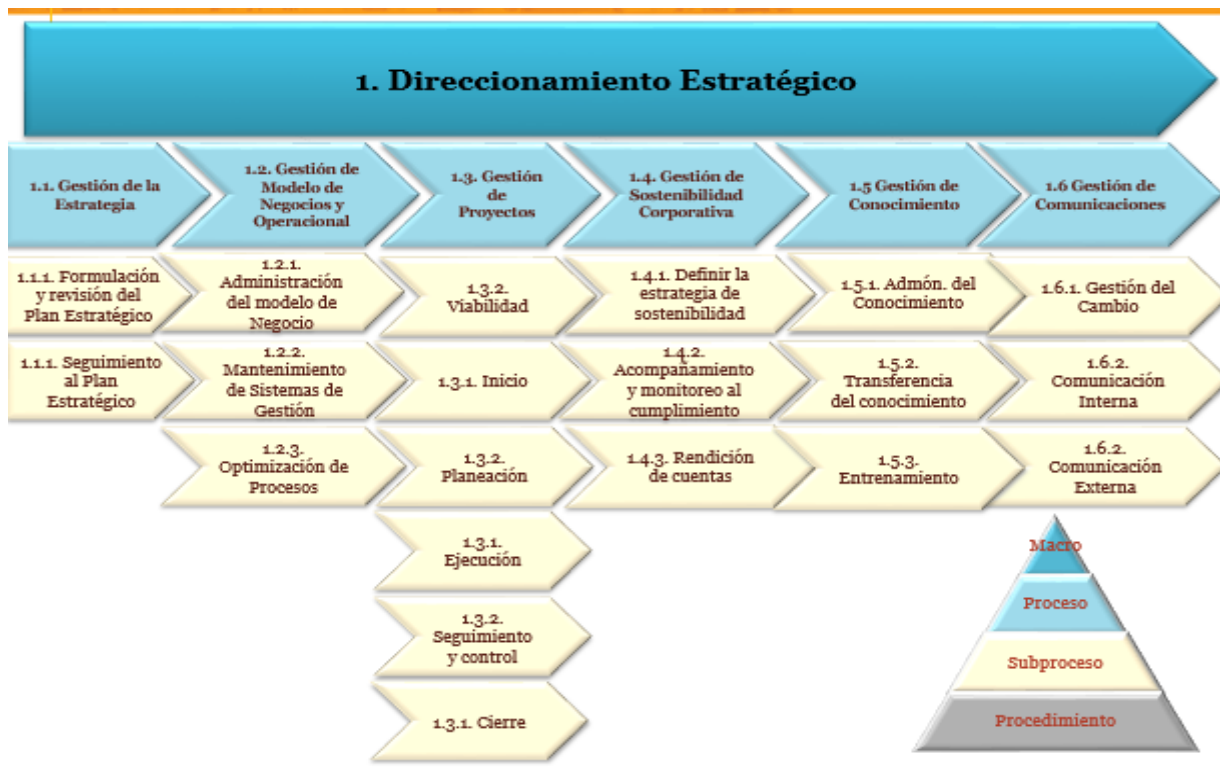 1. Direccionamiento Estratégico
1.1. Gestión de la
Estrategia
1.2. Gestión de
Modelo de
Negocios y
Operacional
1.3. Gestión
de
Proyectos
1.4. Gestión de
Sostenibilidad
Corporativa
1.5 Gestión de
Conocimiento
1.6 Gestión de
Comunicaciones
1.1.1. Formulación
y revisión del
Plan Estratégico
1.2.1.
Administración
del modelo de
Negocio
1.3.2.
Viabilidad
1.4.1. Definir la
estrategia de
sostenibilidad
1.5.1. Admón. del
Conocimiento
1.6.1. Gestión del
Cambio
1.1.1. Seguimiento
al Plan
Estratégico
1.2.2.
Mantenimiento
de Sistemas de
Gestión
1.3.1. Inicio
1.4.2.
Acompañamiento
y monitoreo al
cumplimiento
1.5.2.
Transferencia
del conocimiento
1.6.2.
Comunicación
Interna
1.2.3.
Optimización de
Procesos
1.3.2.
Planeación
1.4.3. Rendición
de cuentas
1.5.3.
Entrenamiento
1.6.2.
Comunicación
Externa
1.3.1.
Ejecución
1.3.2.
Seguimiento
y control
1.3.1. Cierre
Macro
Proceso
Subproceso
Procedimiento